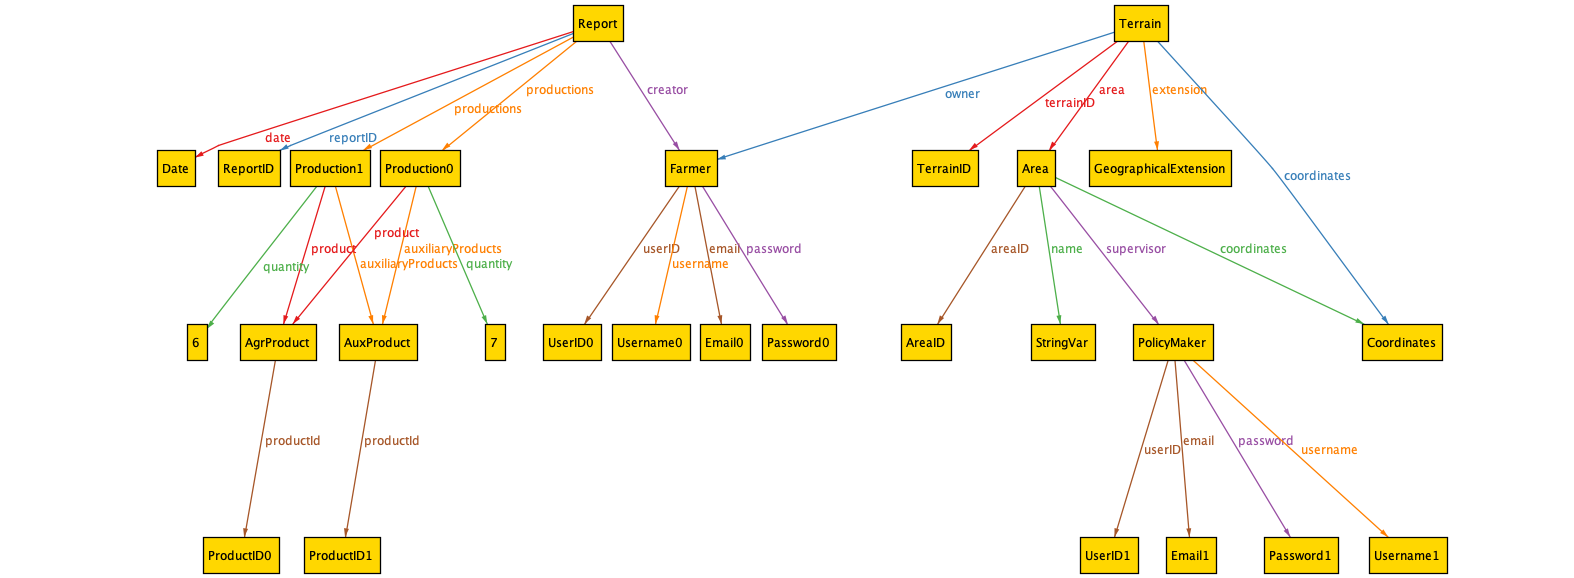 Report
Terrain
productions
creator
area
extension
owner
terrainID
productions
date
reportID
coordinates
Date
ReportID
Production1
Production0
Farmer
TerrainID
Area
GeographicalExtension
product
product
auxiliaryProducts
userID
email
password
areaID
name
supervisor
coordinates
quantity
auxiliaryProducts
quantity
username
6
AgrProduct
AuxProduct
7
UserID0
Username0
Email0
Password0
AreaID
StringVar
PolicyMaker
Coordinates
productId
productId
userID
email
password
username
ProductID0
ProductID1
UserID1
Email1
Password1
Username1